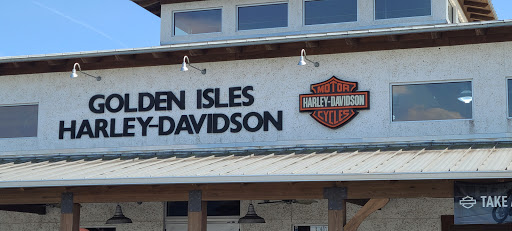 GOLDEN ISLES
HARLEY-DAVIDSON
MOTOR
HARLEY-DAVIDSON
CYCLES
TAKE